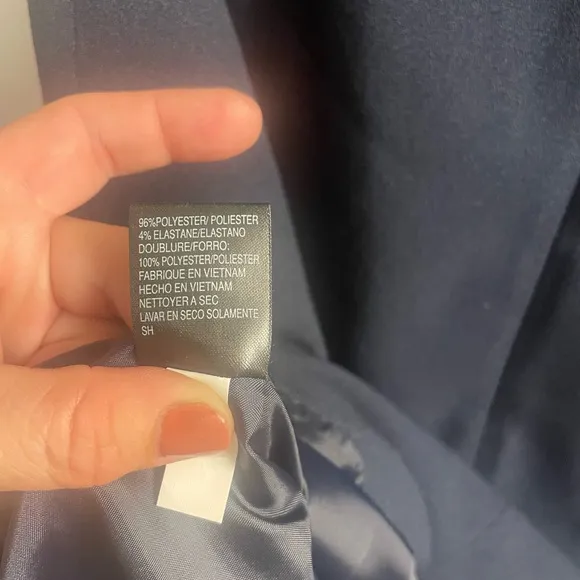 96%POLYESTER/ POLIESTER
4% ELASTANE/ELASTANO
DOUBLURE/FORRO:
100% POLYESTER/POLIESTER
FABRIQUE EN VIETNAM
HECHO EN VIETNAM
NETTOYER A SEC
LAVAR EN SECO SOLAMENTE
SH